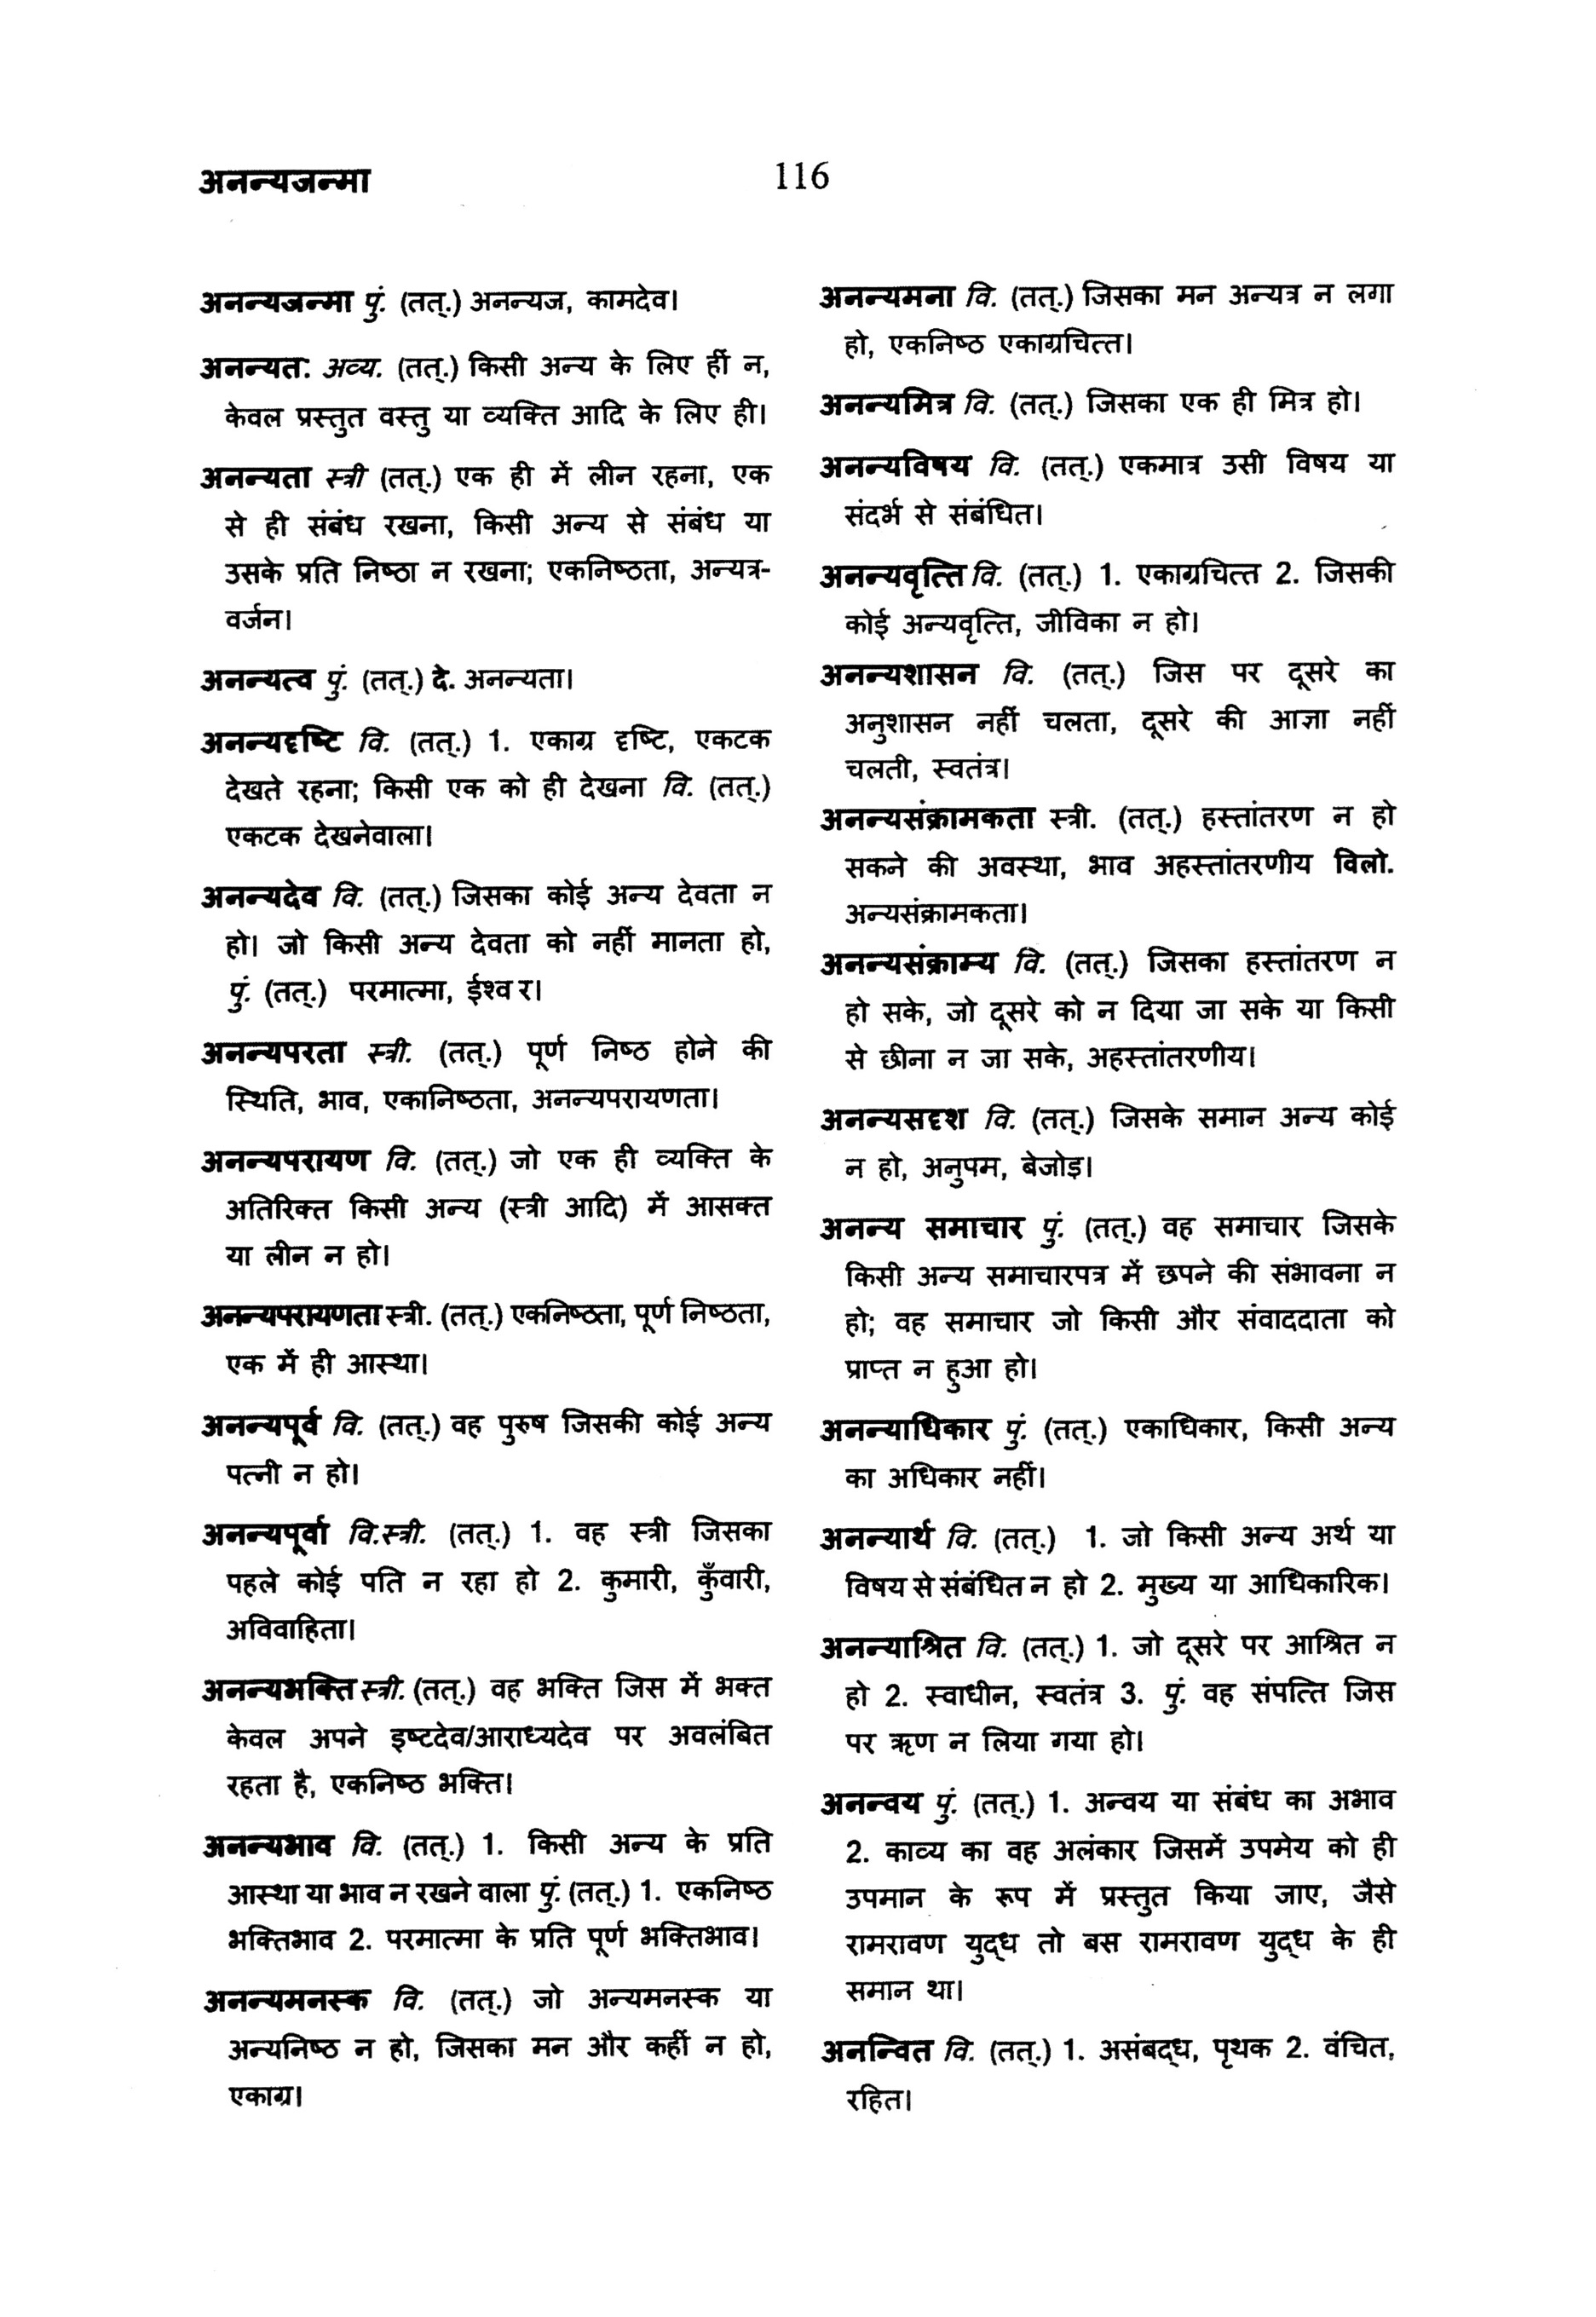 अनन्यजन्मा
116
अनन्यजन्मा पुं. (तत्.) अनन्यज, कामदेव।
अनन्यत: अव्य. (तत्.) किसी अन्य के लिए हीं न,
केवल प्रस्तुत वस्तु या व्यक्ति आदि के लिए ही।
अनन्यता स्त्री (तत्.) एक ही में लीन रहना, एक
से ही संबंध रखना, किसी अन्य से संबंध या
उसके प्रति निष्ठा न रखना; एकनिष्ठता, अन्यत्र-
वर्जन।
अनन्यत्व पुं. (तत्.) दे. अनन्यता।
अनन्यदृष्टि वि. (तत्.) 1. एकाग्र दृष्टि, एकटक
देखते रहना; किसी एक को ही देखना वि. (तत्.)
एकटक देखनेवाला।
अनन्यदेव वि. (तत्.) जिसका कोई अन्य देवता न
हो। जो किसी अन्य देवता को नहीं मानता हो,
पुं. (तत्.) परमात्मा, ईश्वर।
अनन्यपरता स्त्री. (तत्.) पूर्ण निष्ठ होने की
स्थिति, भाव, एकानिष्ठता, अनन्यपरायणता।
अनन्यपरायण वि. (तत्.) जो एक ही व्यक्ति के
अतिरिक्त किसी अन्य (स्त्री आदि) में आसक्त
या लीन न हो।
अनन्यपरायणता स्त्री. (तत्.) एकनिष्ठता, पूर्ण निष्ठता,
एक में ही आस्था।
अनन्यपूर्व वि. (तत्.) वह पुरुष जिसकी कोई अन्य
पत्नी न हो।
अनन्यपूर्वा वि.स्त्री. (तत्.) 1. वह स्त्री जिसका
पहले कोई पति न रहा हो 2. कुमारी, कुँवारी,
अविवाहिता।
अनन्यभक्ति स्त्री. (तत्.) वह भक्ति जिस में भक्त
केवल अपने इष्टदेव/आराध्यदेव पर अवलंबित
रहता है, एकनिष्ठ भक्ति।
अनन्यभाव वि. (तत्.) 1. किसी अन्य के प्रति
आस्था या भाव न रखने वाला पुं. (तत्.) 1. एकनिष्ठ
भक्तिभाव 2. परमात्मा के प्रति पूर्ण भक्तिभाव।
अनन्यमनस्क वि. (तत्.) जो अन्यमनस्क या
अन्यनिष्ठ न हो, जिसका मन और कहीं न हो,
एकाग्र।
अनन्यमना वि. (तत्.) जिसका मन अन्यत्र न लगा
हो, एकनिष्ठ एकाग्रचित्त।
अनन्यमित्र वि. (तत्.) जिसका एक ही मित्र हो।
अनन्यविषय वि. (तत्.) एकमात्र उसी विषय या
संदर्भ से संबंधित।
अनन्यवृत्ति वि. (तत्.) 1. एकाग्रचित्त 2. जिसकी
कोई अन्यवृत्ति, जीविका न हो।
अनन्यशासन वि. (तत्.) जिस पर दूसरे का
अनुशासन नहीं चलता, दूसरे की आज्ञा नहीं
चलती, स्वतंत्र।
अनन्यसंक्रामकता स्त्री. (तत्.) हस्तांतरण न हो
सकने की अवस्था, भाव अहस्तांतरणीय विलो.
अन्यसंक्रामकता।
अनन्यसंक्राम्य वि. (तत्.) जिसका हस्तांतरण न
हो सके, जो दूसरे को न दिया जा सके या किसी
से छीना न जा सके, अहस्तांतरणीय।
अनन्यसदृश वि. (तत्.) जिसके समान अन्य कोई
न हो, अनुपम, बेजोड़।
अनन्य समाचार पुं. (तत्.) वह समाचार जिसके
किसी अन्य समाचारपत्र में छपने की संभावना न
हो; वह समाचार जो किसी और संवाददाता को
प्राप्त न हुआ हो।
अनन्याधिकार पुं. (तत्.) एकाधिकार, किसी अन्य
का अधिकार नहीं।
अनन्यार्थ वि. (तत्.) 1. जो किसी अन्य अर्थ या
विषय से संबंधित न हो 2. मुख्य या आधिकारिक।
अनन्याश्रित वि. (तत्.) 1. जो दूसरे पर आश्रित न
हो 2. स्वाधीन, स्वतंत्र 3. पुं. वह संपत्ति जिस
पर ऋण न लिया गया हो।
अनन्वय पुं. (तत्.) 1. अन्वय या संबंध का अभाव
2. काव्य का वह अलंकार जिसमें उपमेय को ही
उपमान के रूप में प्रस्तुत किया जाए, जैसे
रामरावण युद्ध तो बस रामरावण युद्ध के ही
समान था।
अनन्वित वि. (तत्.) 1. असंबद्ध, पृथक 2. वंचित,
रहित।